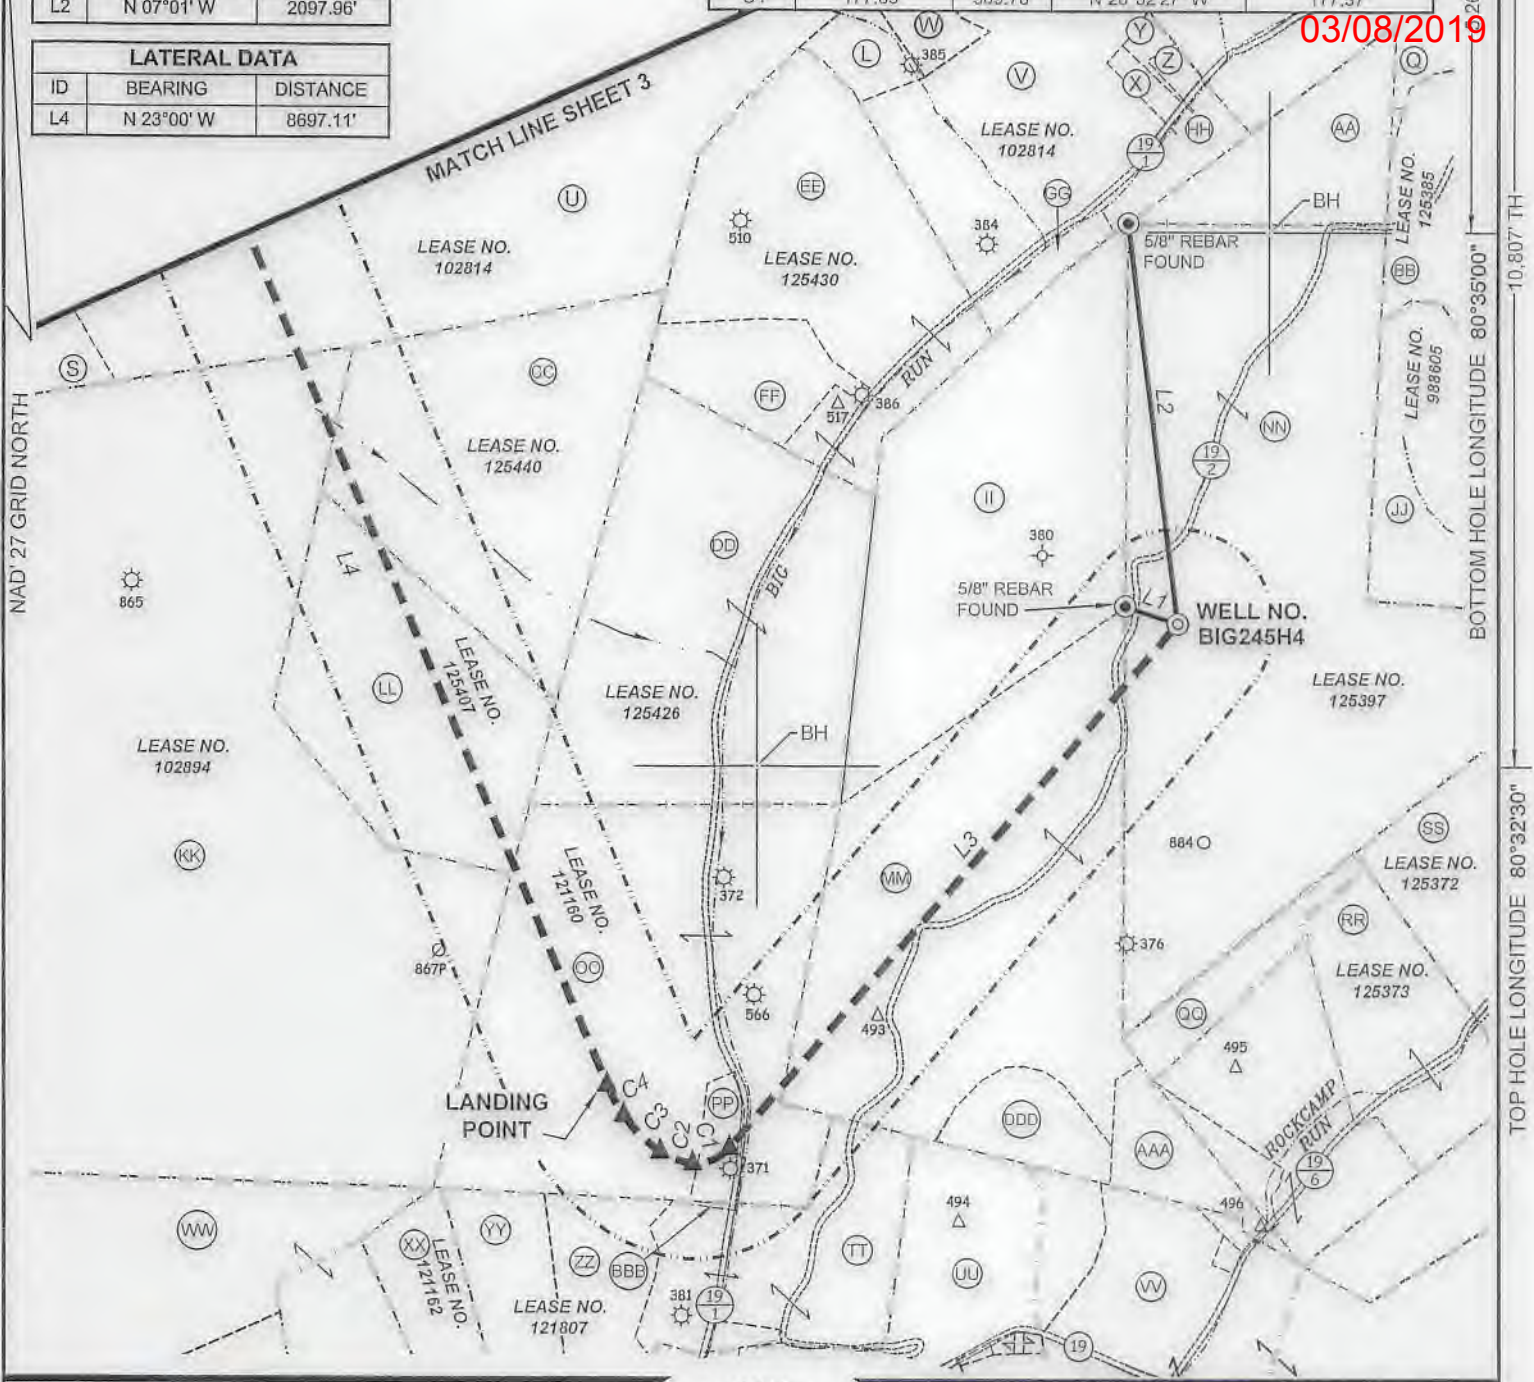 L2 N 07°01' W 2097.96'
LATERAL DATA
ID BEARING DISTANCE
L4 N 23°00' W 8697.11'
03/08/2019
MATCH LINE SHEET 3
NAD' 27 GRID NORTH
BOTTOM HOLE LONGITUDE 80°35'00"
TOP HOLE LONGITUDE 80°32'30"
10,807' TH
L
W
385
V
Y
Z
X
HH
Q
AA
LEASE NO.
102814
19
1
GG
U
EE
510
384
LEASE NO.
102814
LEASE NO.
125430
5/8" REBAR
FOUND
BH
LEASE NO.
125385
BB
LEASE NO.
988605
S
CC
FF
517
386
RUN
L2
NN
19
2
LEASE NO.
125440
II
JJ
DD
380
BIG
L4
865
5/8" REBAR
FOUND
L1
WELL NO.
BIG245H4
LL
LEASE NO.
125407
LEASE NO.
125426
LEASE NO.
125397
LEASE NO.
102894
BH
KK
L3
MM
884
SS
LEASE NO.
125372
372
LEASE NO.
121160
RR
376
867P
OO
566
LEASE NO.
125373
493
QQ
495
LANDING
POINT
C4
C3
C2
C1
PP
371
DDD
AAA
ROCKCAMP
RUN
19
6
494
496
WW
XX
LEASE NO.
121162
YY
ZZ
BBB
TT
UU
VV
LEASE NO.
121807
381
19
1
19